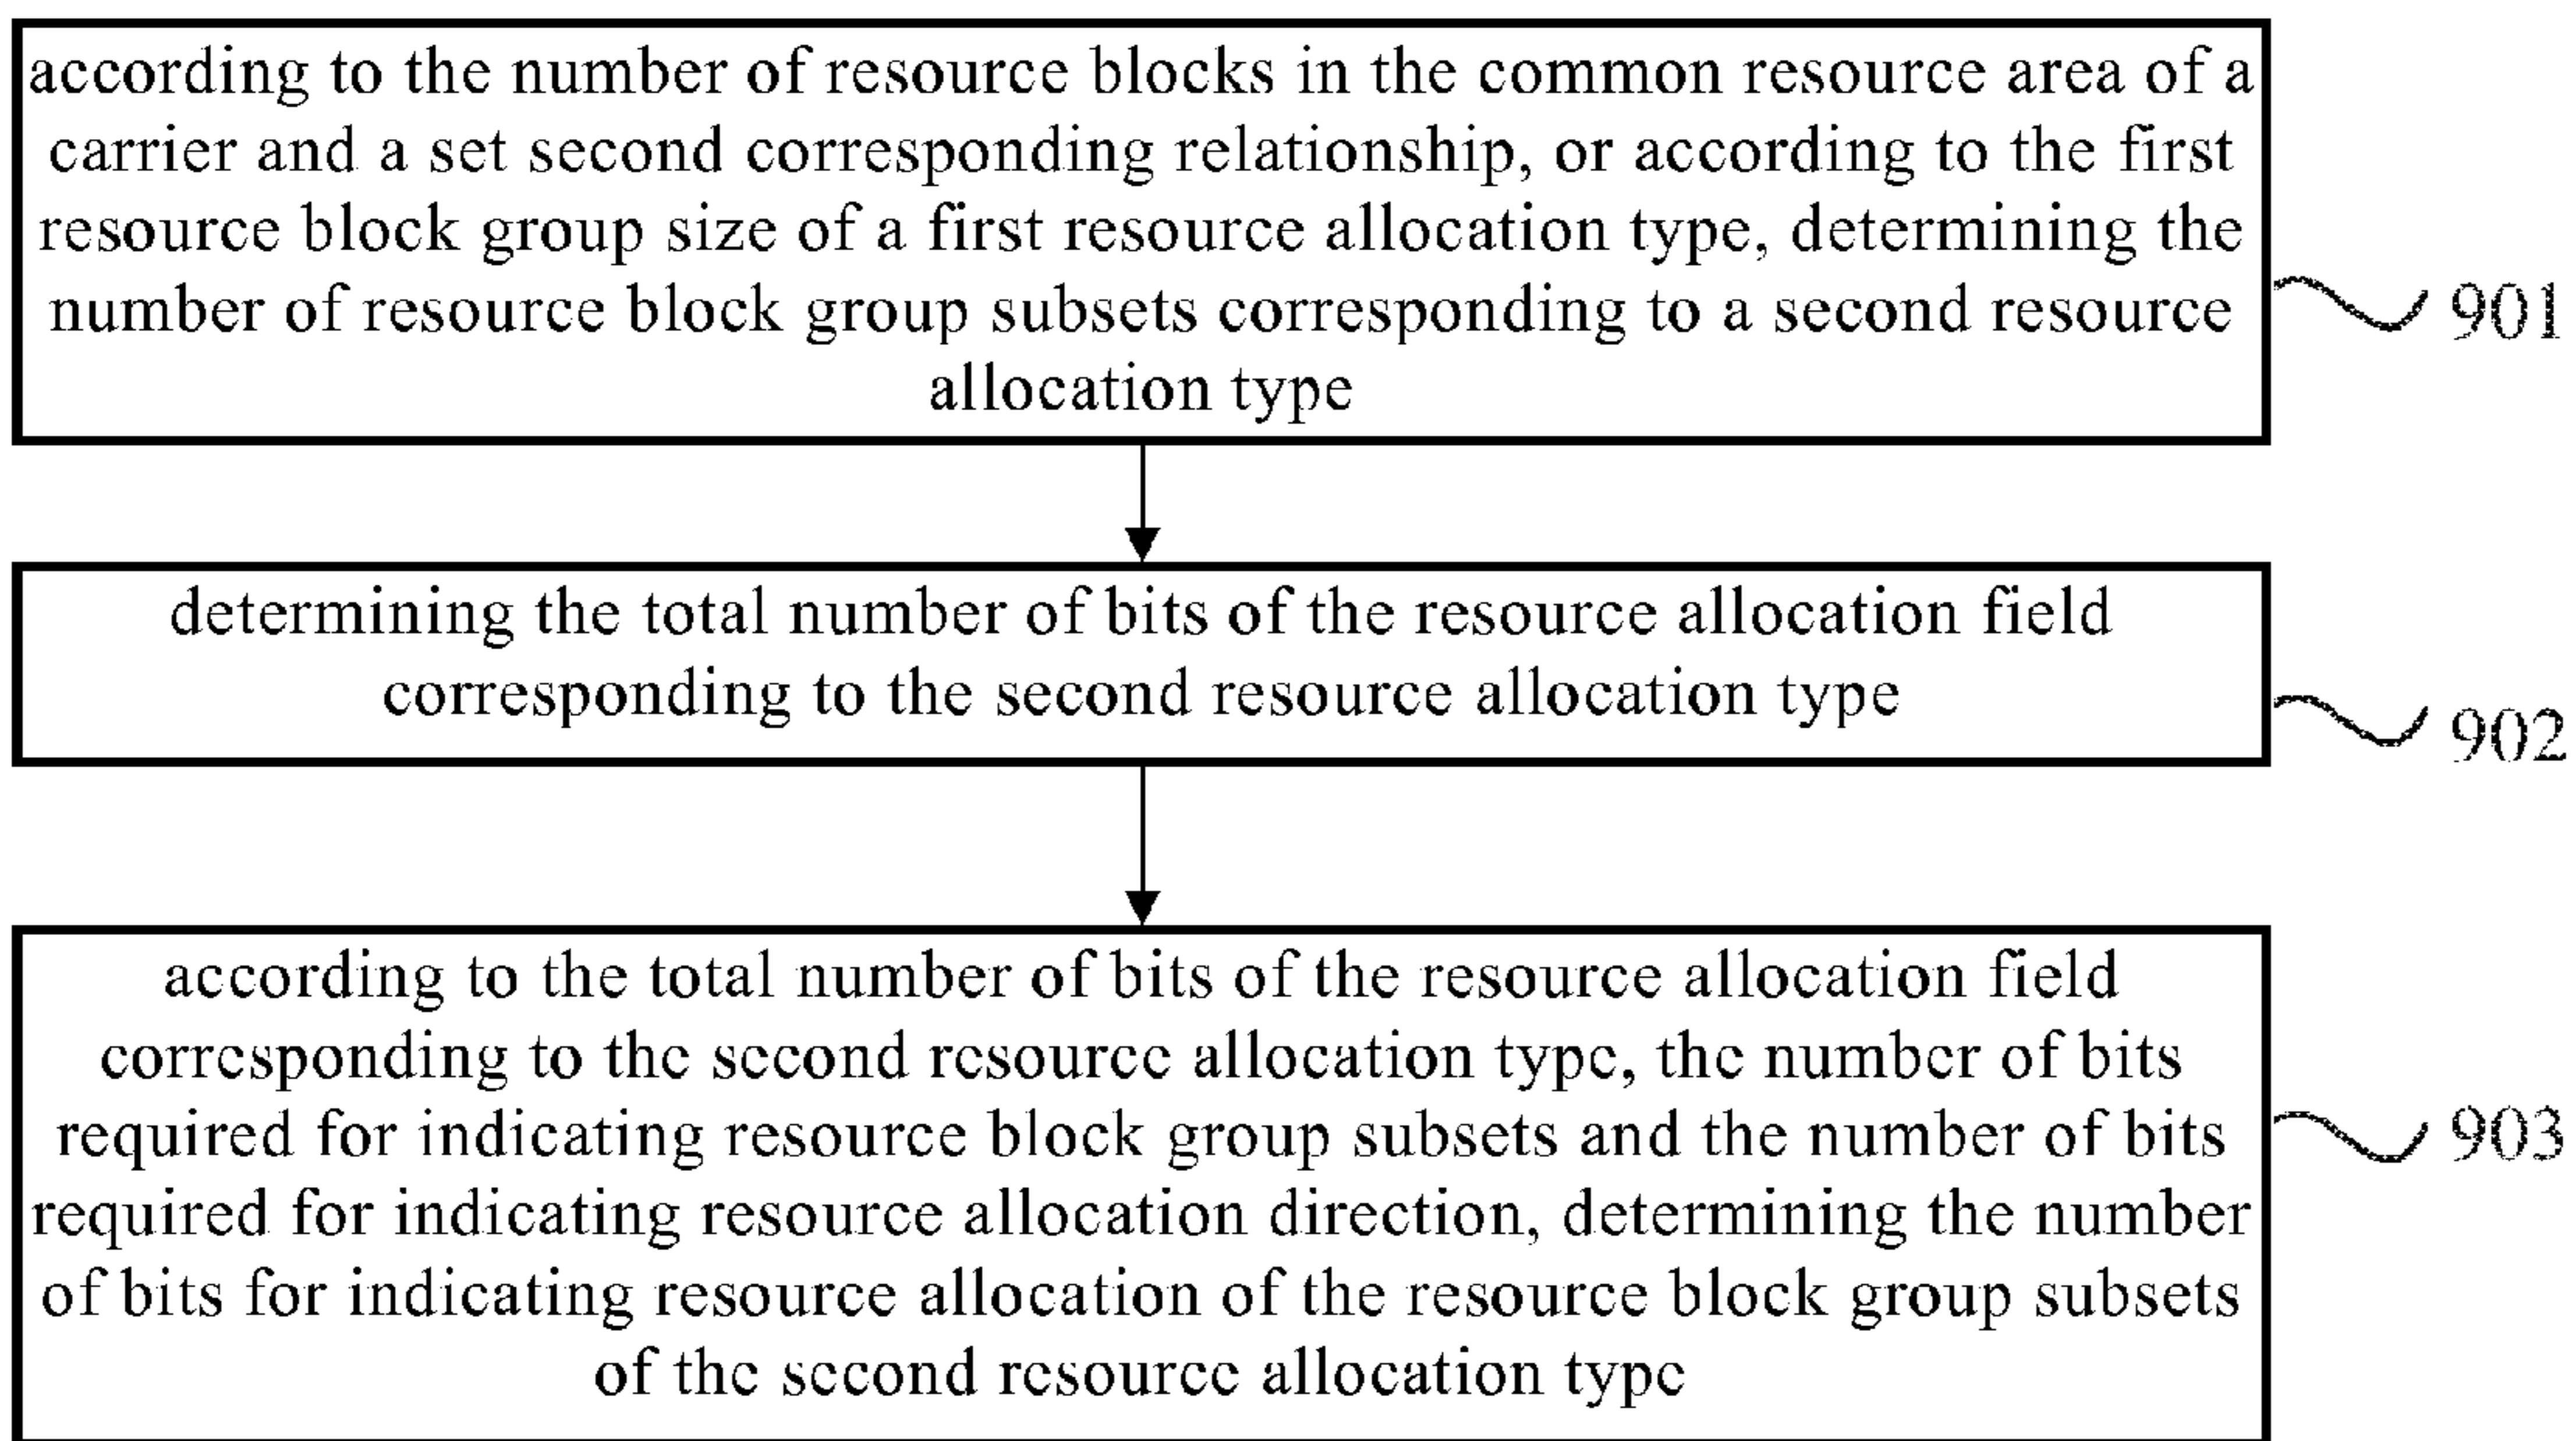 according to the number of resource blocks in the common resource area of a
carrier and a set second corresponding relationship, or according to the first
resource block group size of a first resource allocation type, determining the
number of resource block group subsets corresponding to a second resource
allocation type
901
determining the total number of bits of the resource allocation field
corresponding to the second resource allocation type
902
according to the total number of bits of the resource allocation field
corresponding to the second resource allocation type, the number of bits
required for indicating resource block group subsets and the number of bits
required for indicating resource allocation direction, determining the number
of bits for indicating resource allocation of the resource block group subsets
of the second resource allocation type
903